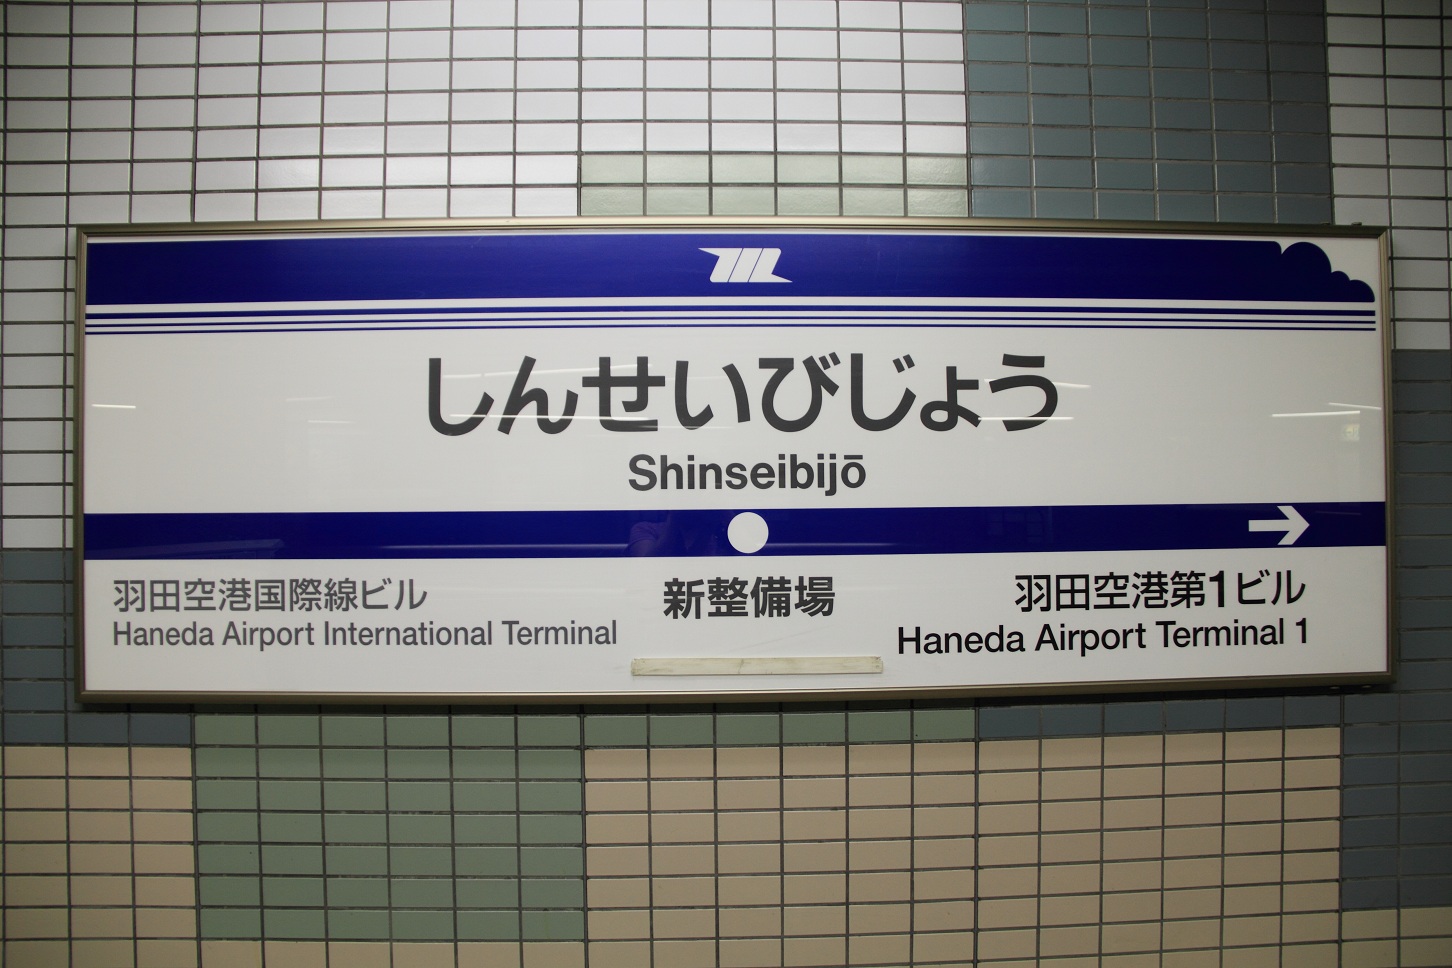 しんせいびじょう
Shinseibijō
羽田空港国際線ビル
Haneda Airport International Terminal
新整備場
羽田空港第1ビル
Haneda Airport Terminal 1